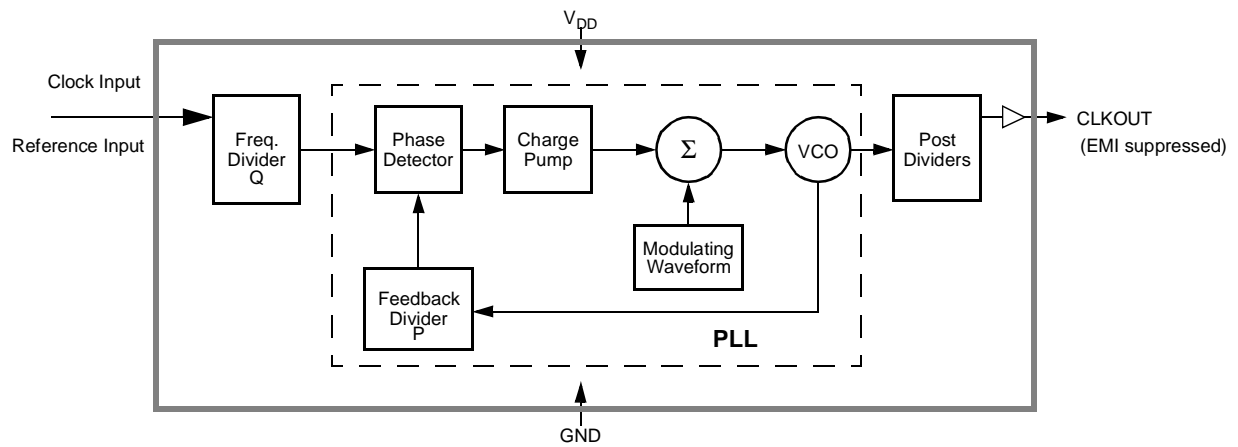 VDD
Clock Input
Reference Input
Freq.
Divider
Q
Phase
Detector
Charge
Pump
Σ
VCO
Post
Dividers
CLKOUT
(EMI suppressed)
Modulating
Waveform
Feedback
Divider
P
PLL
GND